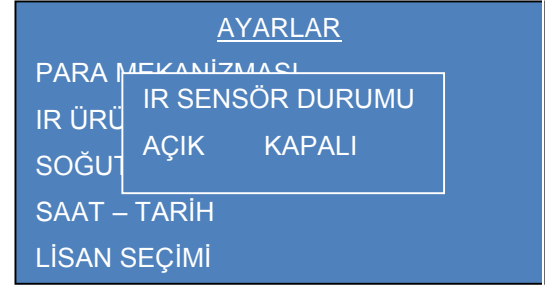 AYARLAR
PARA MEKANİZMASI
IR SENSÖR DURUMU
IR ÜRÜ
AÇIK KAPALI
SOĞUT
SAAT – TARİH
LİSAN SEÇİMİ